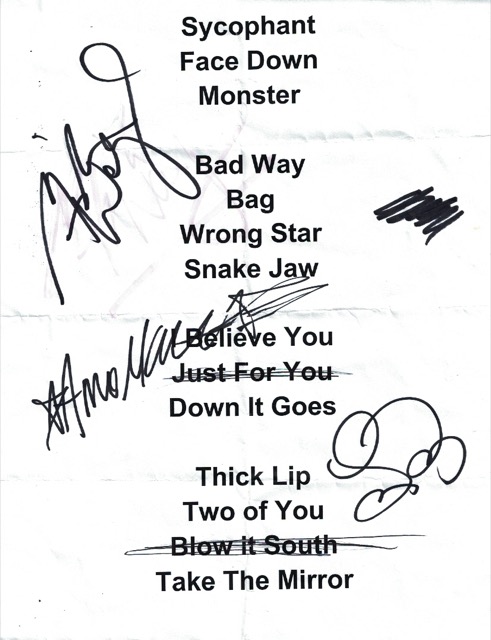 Sycophant
Face Down
Monster
Bad Way
Bag
Wrong Star
Snake Jaw
Believe You
Just For You
Down It Goes
Thick Lip
Two of You
Blow it South
Take The Mirror